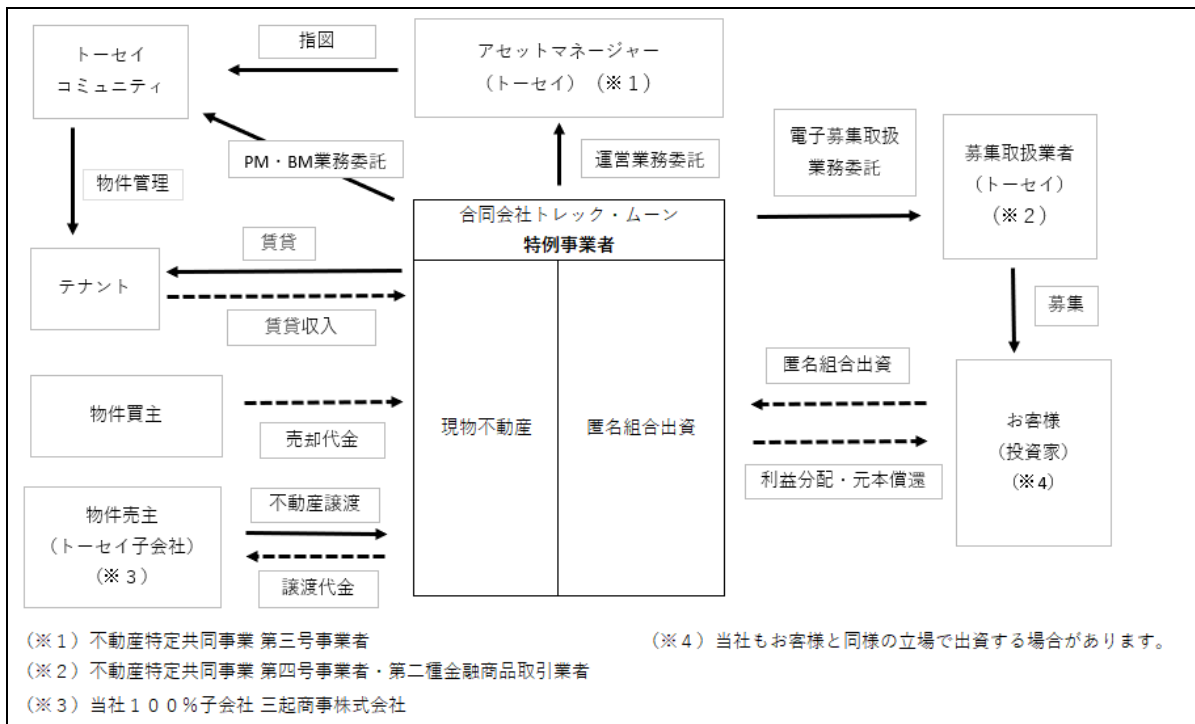 トーセイ
コミュニティ
指図
アセットマネージャー
（トーセイ）（※１）
PM・BM業務委託
運営業務委託
電子募集取扱
業務委託
募集取扱業者
（トーセイ）
（※２）
物件管理
合同会社トレック・ムーン
特例事業者
賃貸
テナント
賃貸収入
募集
物件買主
売却代金
現物不動産
匿名組合出資
匿名組合出資
利益分配・元本償還
お客様
（投資家）
（※4）
物件売主
（トーセイ子会社）
（※３）
不動産譲渡
譲渡代金
（※１）不動産特定共同事業 第三号事業者
（※４）当社もお客様と同様の立場で出資する場合があります。
（※２）不動産特定共同事業 第四号事業者・第二種金融商品取引業者
（※３）当社１００％子会社 三起商事株式会社